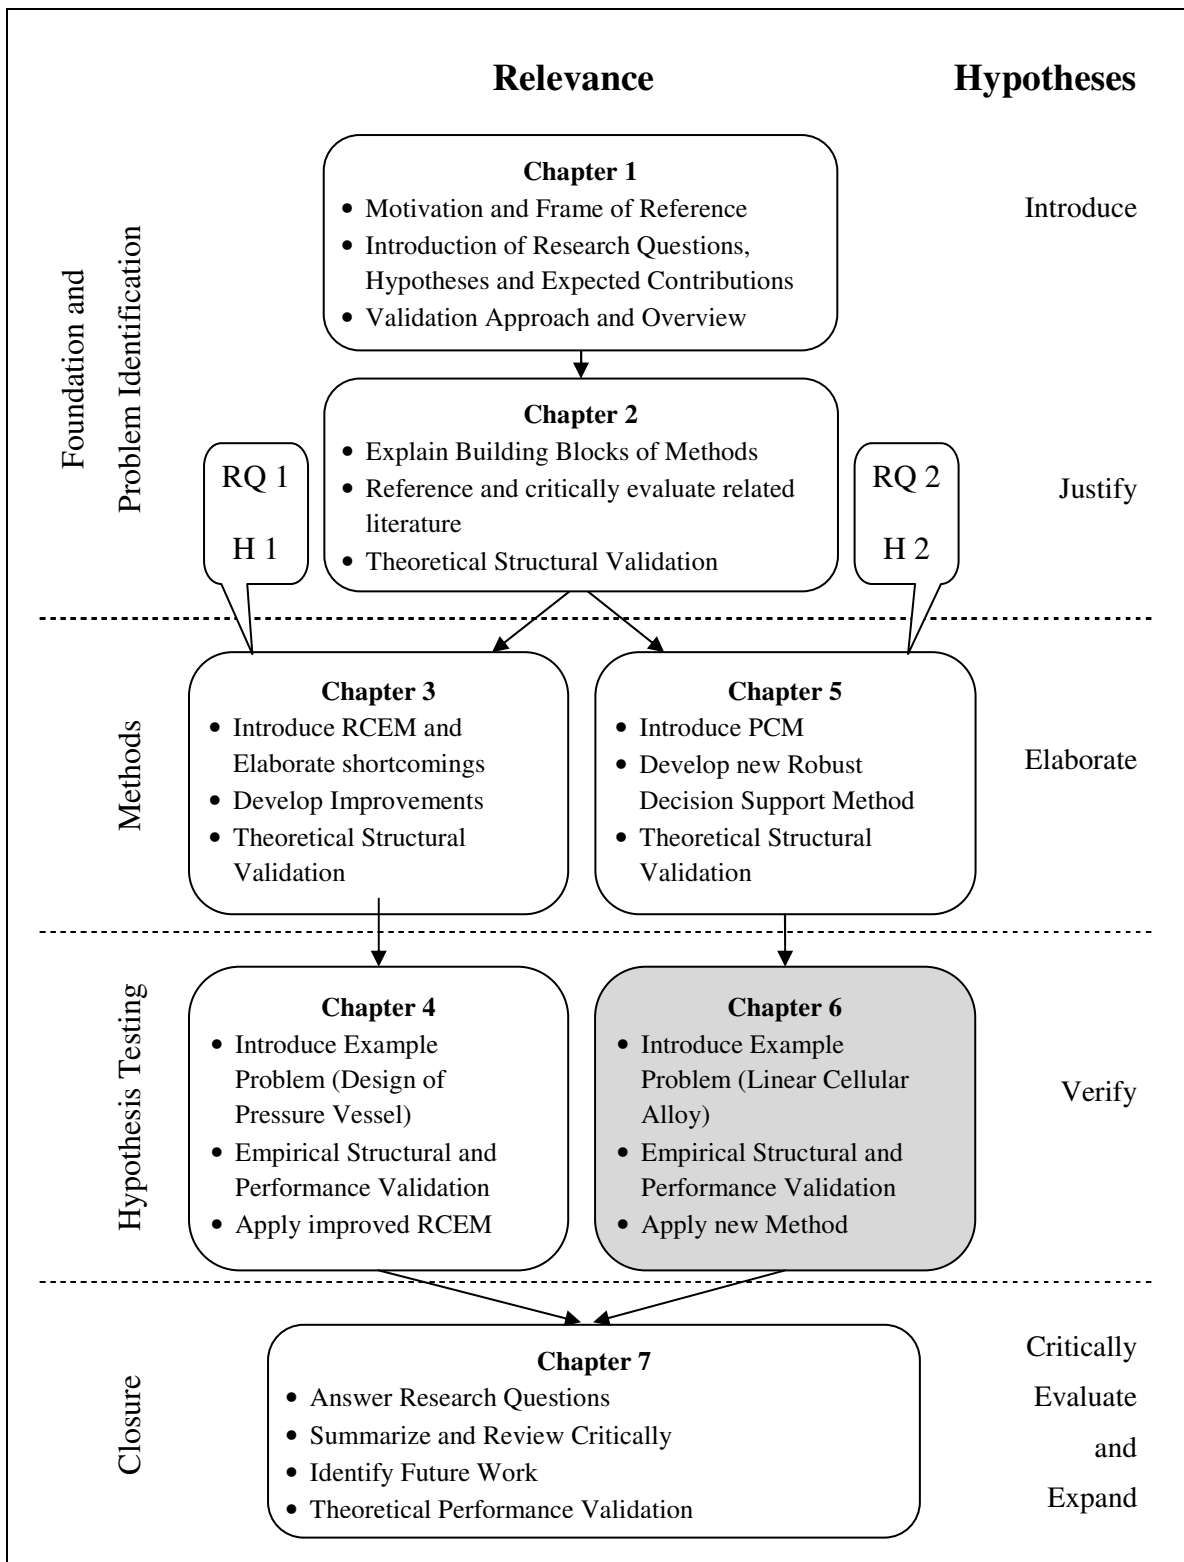 Relevance
Hypotheses
Foundation and
Problem Identification
Chapter 1
• Motivation and Frame of Reference
• Introduction of Research Questions,
Hypotheses and Expected Contributions
• Validation Approach and Overview
Introduce
Chapter 2
• Explain Building Blocks of Methods
• Reference and critically evaluate related
literature
• Theoretical Structural Validation
RQ 1
H 1
RQ 2
H 2
Justify
Methods
Chapter 3
• Introduce RCEM and
Elaborate shortcomings
• Develop Improvements
• Theoretical Structural
Validation
Chapter 5
• Introduce PCM
• Develop new Robust
Decision Support Method
• Theoretical Structural
Validation
Elaborate
Hypothesis Testing
Chapter 4
• Introduce Example
Problem (Design of
Pressure Vessel)
• Empirical Structural and
Performance Validation
• Apply improved RCEM
Chapter 6
• Introduce Example
Problem (Linear Cellular
Alloy)
• Empirical Structural and
Performance Validation
• Apply new Method
Verify
Closure
Chapter 7
• Answer Research Questions
• Summarize and Review Critically
• Identify Future Work
• Theoretical Performance Validation
Critically
Evaluate
and
Expand